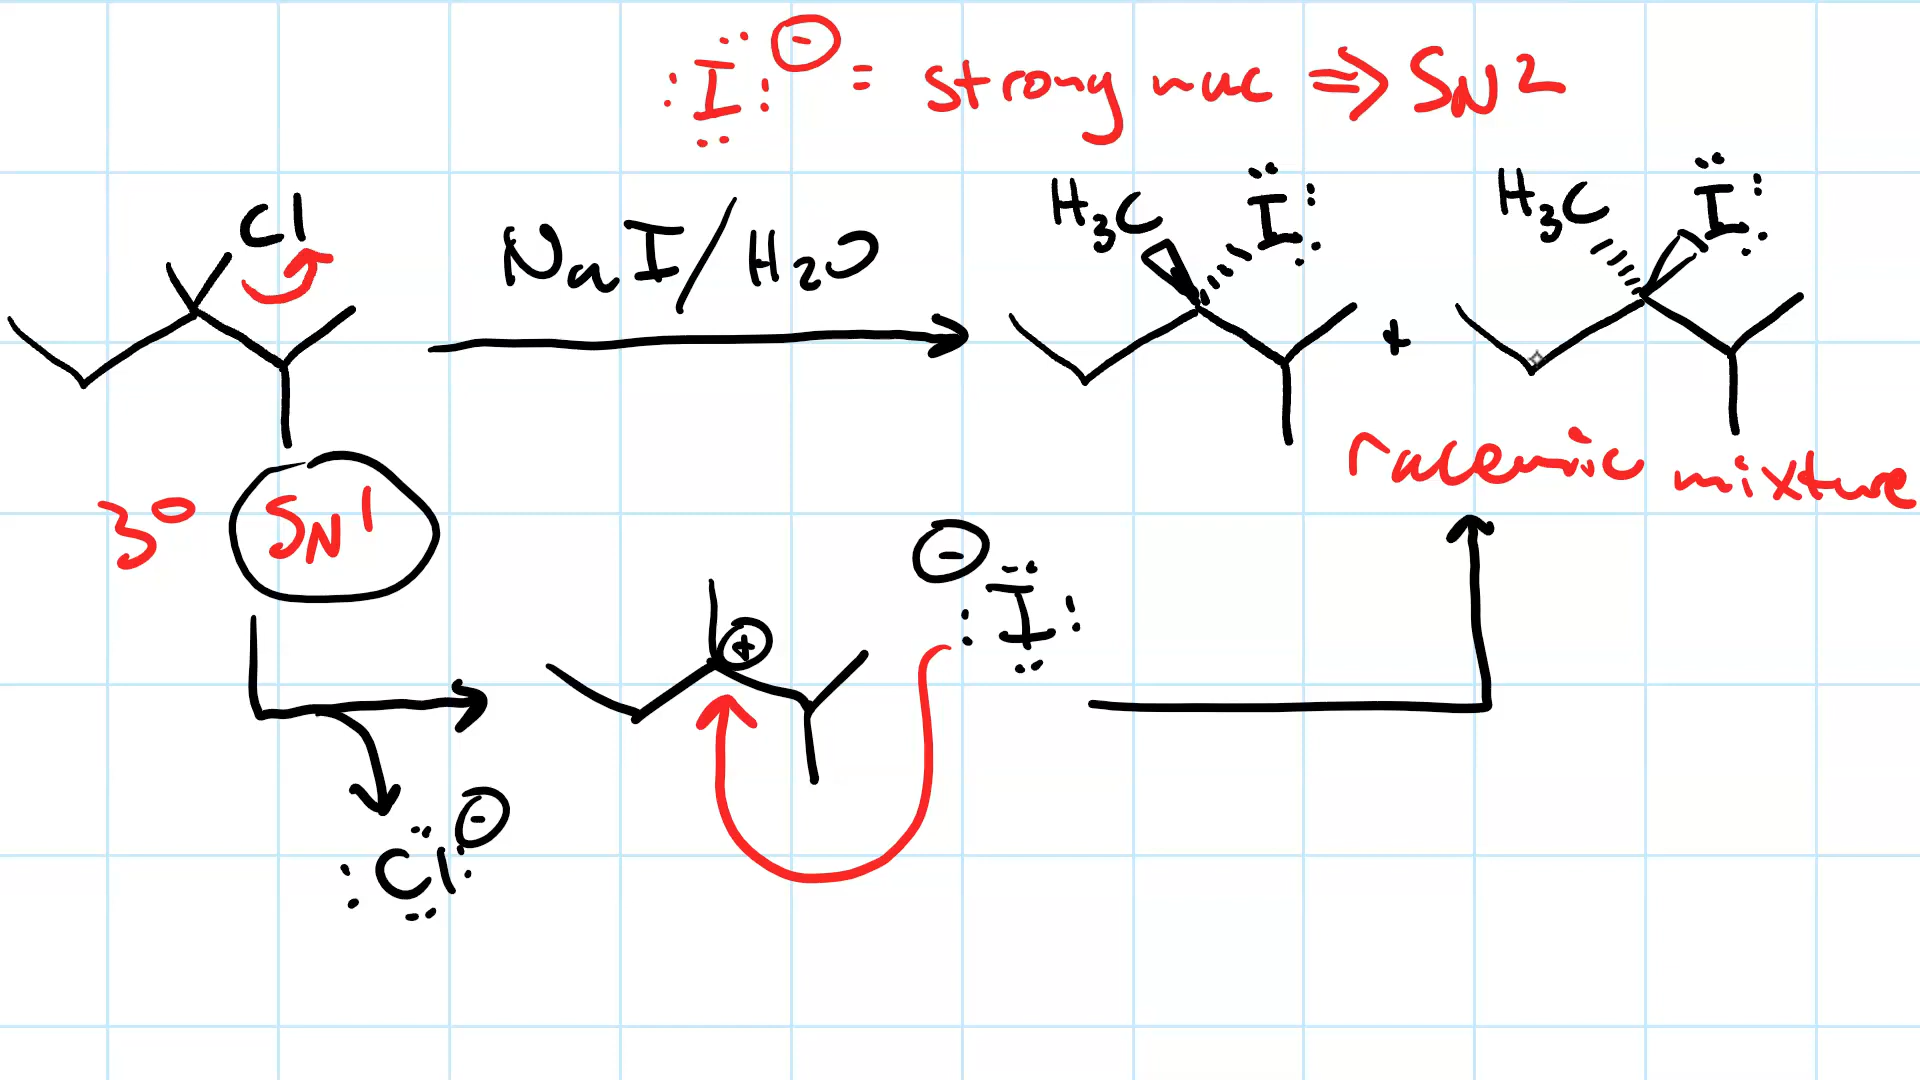 :Ï:⊖ = strong nuc ⇒ SN2
Cl
NaI/H2O
H3C I
+
H3C I
racemic mixture
3° SN1
⊕
⊖ I
Cl ⊖